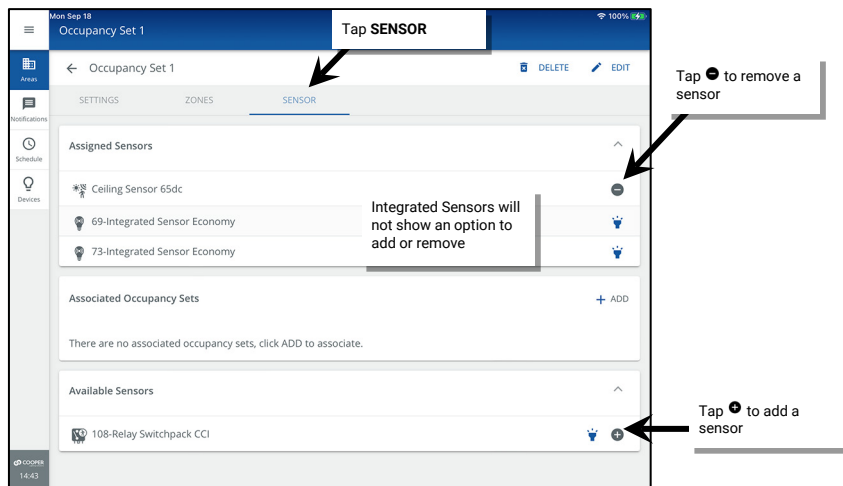 Mon Sep 18
100%
Occupancy Set 1
Tap SENSOR
Areas
Notifications
Schedule
Devices
Occupancy Set 1
DELETE
EDIT
SETTINGS
ZONES
SENSOR
Tap to remove a
sensor
Assigned Sensors
Ceiling Sensor 65dc
69-Integrated Sensor Economy
73-Integrated Sensor Economy
Integrated Sensors will
not show an option to
add or remove
Associated Occupancy Sets
+ ADD
There are no associated occupancy sets, click ADD to associate.
Available Sensors
108-Relay Switchpack CCI
Tap to add a
sensor
COOPER
14:43